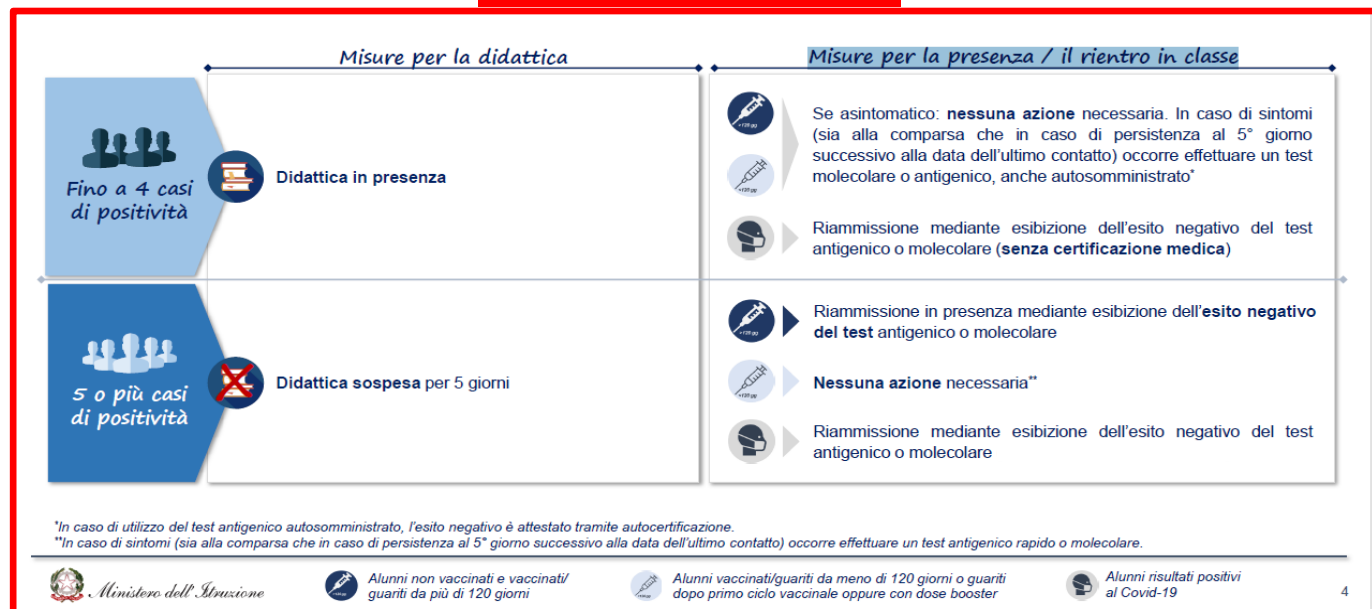 Misure per la didattica
Misure per la presenza / il rientro in classe
Fino a 4 casi
di positività
Didattica in presenza
Se asintomatico: nessuna azione necessaria. In caso di sintomi
(sia alla comparsa che in caso di persistenza al 5° giorno
successivo alla data dell'ultimo contatto) occorre effettuare un test
molecolare o antigenico, anche autosomministrato*
Riammissione mediante esibizione dell'esito negativo del test
antigenico o molecolare (senza certificazione medica)
5 o più casi
di positività
Didattica sospesa per 5 giorni
Riammissione in presenza mediante esibizione dell'esito negativo
del test antigenico o molecolare
Nessuna azione necessaria**
Riammissione mediante esibizione dell'esito negativo del test
antigenico o molecolare
*In caso di utilizzo del test antigenico autosomministrato, l'esito negativo è attestato tramite autocertificazione.
**In caso di sintomi (sia alla comparsa che in caso di persistenza al 5° giorno successivo alla data dell'ultimo contatto) occorre effettuare un test antigenico rapido o molecolare.
Ministero dell'Istruzione
Alunni non vaccinati e vaccinati/
guariti da più di 120 giorni
Alunni vaccinati/guariti da meno di 120 giorni o guariti
dopo primo ciclo vaccinale oppure con dose booster
Alunni risultati positivi
al Covid-19
4